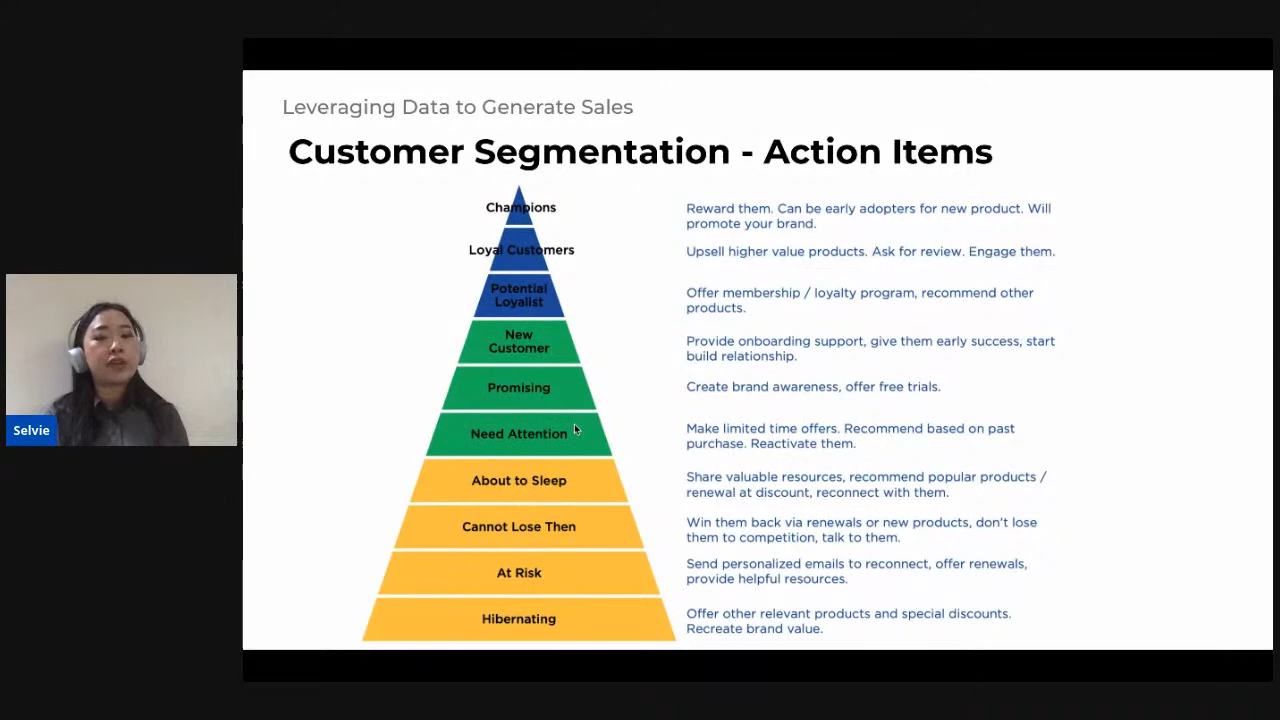 Leveraging Data to Generate Sales
Customer Segmentation - Action Items
Champions
Reward them. Can be early adopters for new product. Will
promote your brand.
Loyal Customers
Upsell higher value products. Ask for review. Engage them.
Potential
Loyalist
Offer membership / loyalty program, recommend other
products.
New
Customer
Provide onboarding support, give them early success, start
build relationship.
Promising
Create brand awareness, offer free trials.
Need Attention
Make limited time offers. Recommend based on past
purchase. Reactivate them.
About to Sleep
Share valuable resources, recommend popular products /
renewal at discount, reconnect with them.
Cannot Lose Then
Win them back via renewals or new products, don't lose
them to competition, talk to them.
At Risk
Send personalized emails to reconnect, offer renewals,
provide helpful resources.
Hibernating
Offer other relevant products and special discounts.
Recreate brand value.
Selvie